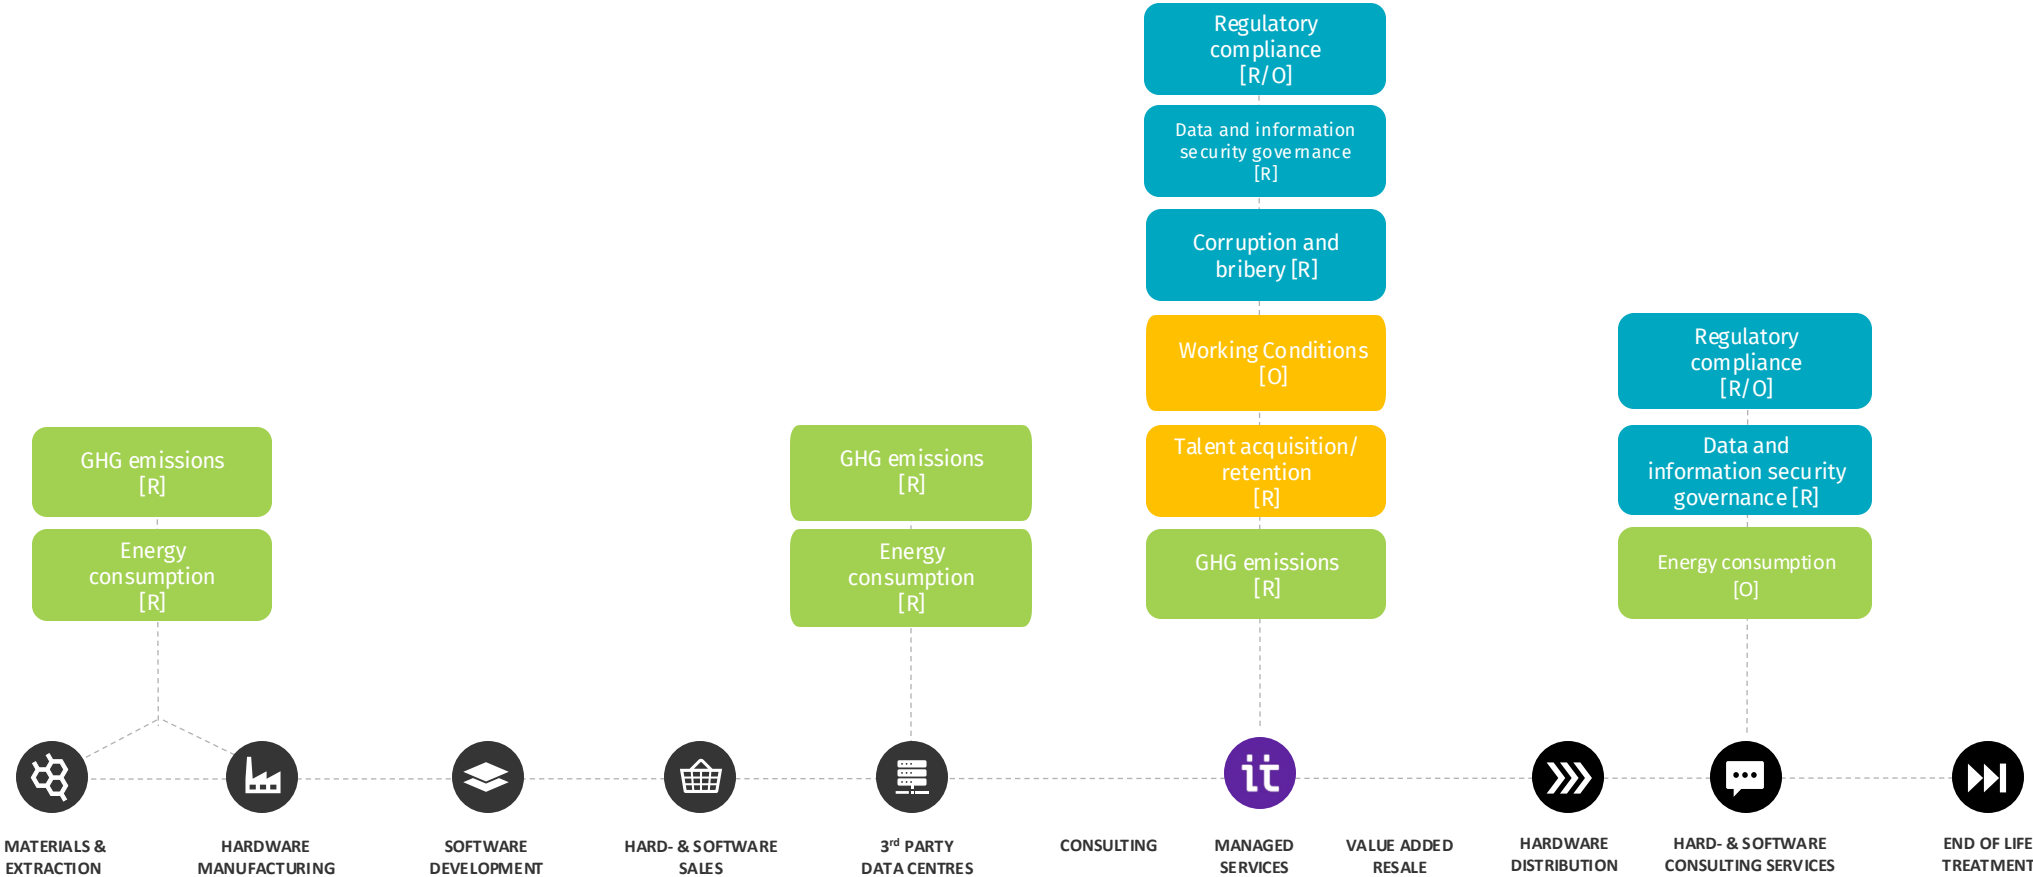 Regulatory
compliance
[R/O]
Data and information
security governance
[R]
Corruption and
bribery [R]
Working Conditions
[O]
Talent acquisition/
retention
[R]
GHG emissions
[R]
Regulatory
compliance
[R/O]
Data and
information security
governance [R]
Energy consumption
[O]
GHG emissions
[R]
Energy
consumption
[R]
GHG emissions
[R]
Energy
consumption
[R]
it
MATERIALS &
EXTRACTION
HARDWARE
MANUFACTURING
SOFTWARE
DEVELOPMENT
HARD- & SOFTWARE
SALES
3rd PARTY
DATA CENTRES
CONSULTING
MANAGED
SERVICES
VALUE ADDED
RESALE
HARDWARE
DISTRIBUTION
HARD- & SOFTWARE
CONSULTING SERVICES
END OF LIFE
TREATMENT